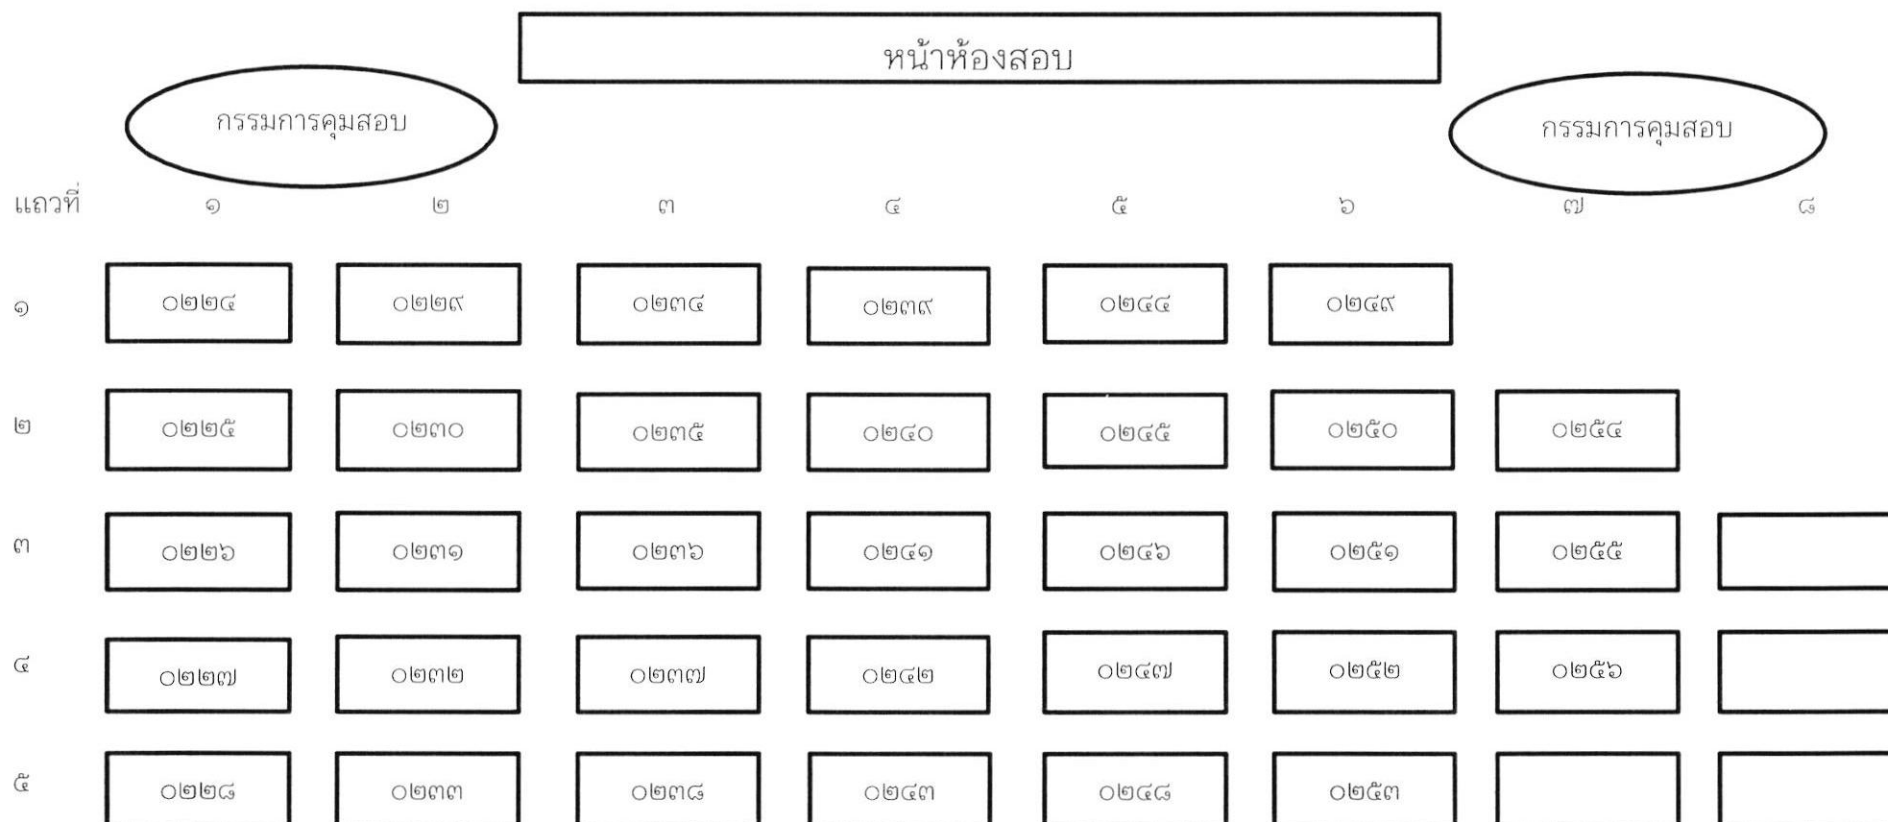 หน้าห้องสอบ
กรรมการคุมสอบ กรรมการคุมสอบ
แถวที่ ๑ ๒ ๓ ๔ ๕ ๖ ๗ ๘
๑ ๐๒๒๔ ๐๒๒๙ ๐๒๓๔ ๐๒๓๙ ๐๒๔๔ ๐๒๔๙
๒ ๐๒๒๕ ๐๒๓๐ ๐๒๓๕ ๐๒๔๐ ๐๒๔๕ ๐๒๕๐ ๐๒๕๔
๓ ๐๒๒๖ ๐๒๓๑ ๐๒๓๖ ๐๒๔๑ ๐๒๔๖ ๐๒๕๑ ๐๒๕๕
๔ ๐๒๒๗ ๐๒๓๒ ๐๒๓๗ ๐๒๔๒ ๐๒๔๗ ๐๒๕๒ ๐๒๕๖
๕ ๐๒๒๘ ๐๒๓๓ ๐๒๓๘ ๐๒๔๓ ๐๒๔๘ ๐๒๕๓